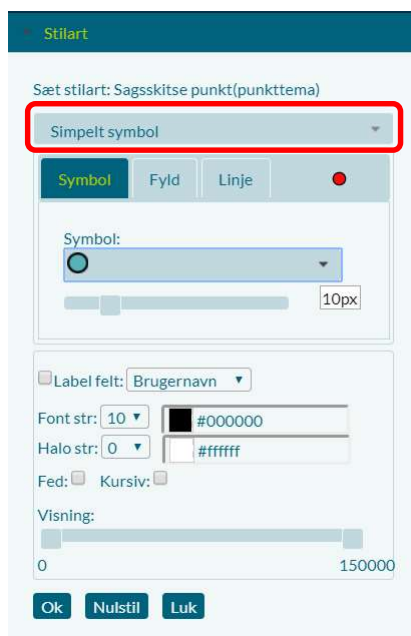 Stilart
Sæt stilart: Sagsskitse punkt(punkttema)
Simpelt symbol
Symbol Fyld Linje
Symbol:
10px
Label felt: Brugernavn
Font str: 10 #000000
Halo str: 0 #ffffff
Fed: Kursiv:
Visning:
0 150000
Ok Nulstil Luk